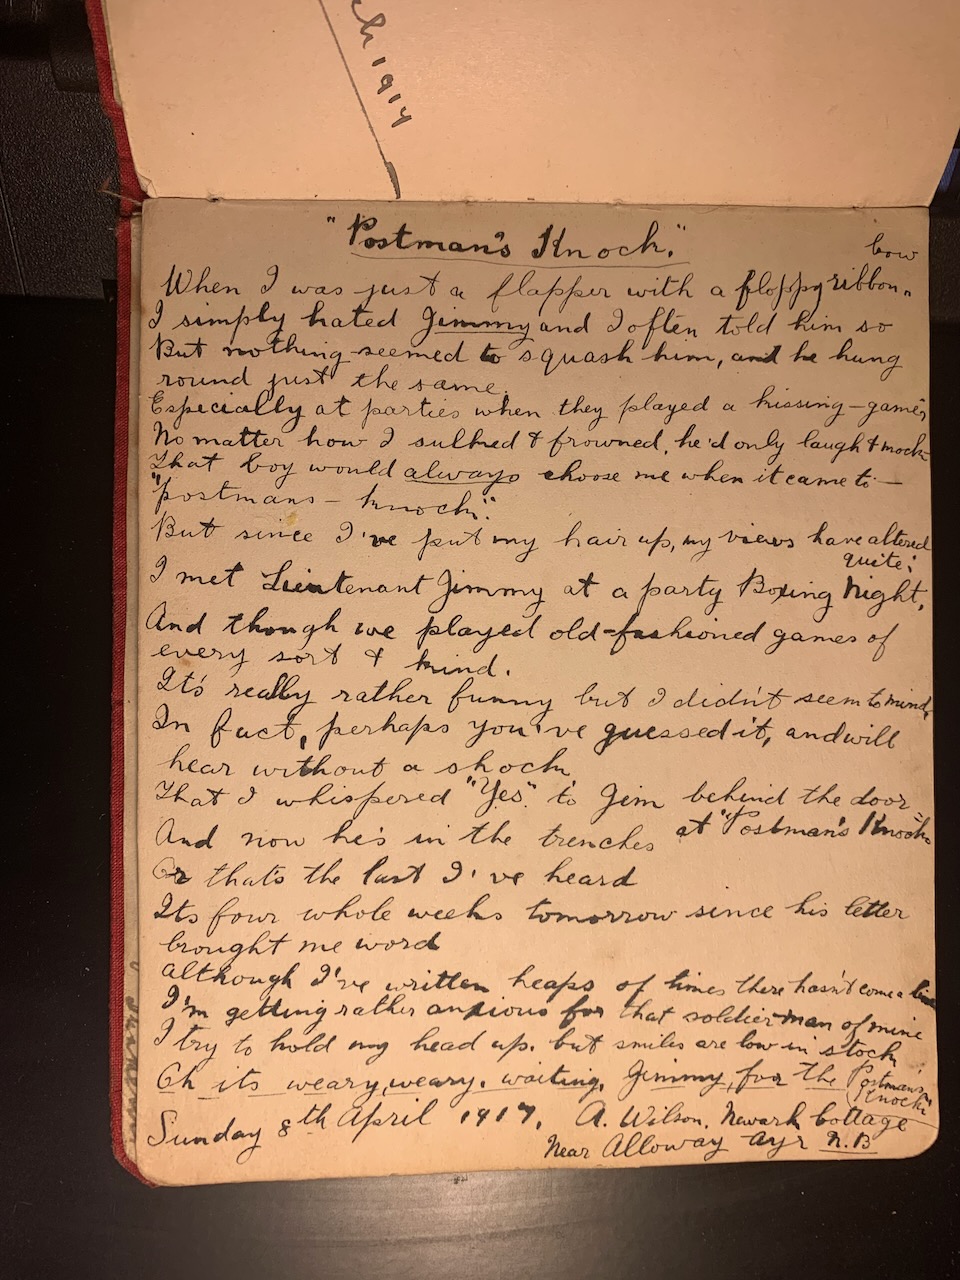 1914
"Postman's Knock."
bow
When I was just a flapper with a floppy ribbon-
I simply hated Jimmy and I often told him so
But nothing seemed to squash him, and he hung
round just the same.
Especially at parties when they played a kissing-game,
No matter how I sulked & frowned, he'd only laugh & mock
That boy would always choose me when it came to -
"postmans - knock."
But since I've put my hair up, my views have altered
quite:
I met Lieutenant Jimmy at a party Boxing Night,
And though we played old-fashioned games of
every sort & kind.
It's really rather funny but I didn't seem to mind,
In fact, perhaps you've guessed it, and will
hear without a shock
That I whispered "Yes" to Jim behind the door
at "Postman's Knock
And now he's in the trenches
Or that's the last I've heard
Its four whole weeks tomorrow since his letter
brought me word
although I've written heaps of times there hasn't come a line
I'm getting rather anxious for that soldier-man of mine
I try to hold my head up. but smiles are low in stock
Oh its weary, weary. waiting. Jimmy, for the Postmans
Knock
Sunday 8th April 1917. A. Wilson. Newark Cottage
Near Alloway Ayr N.B